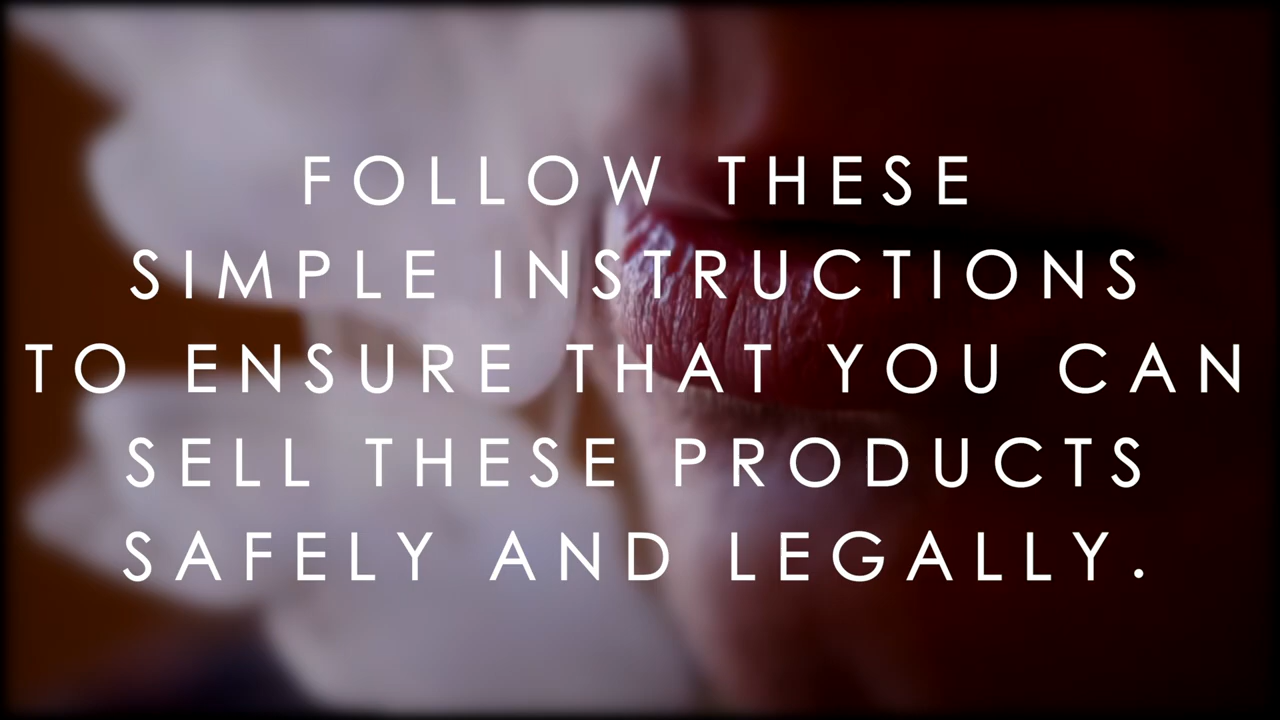 FOLLOW THESE
SIMPLE INSTRUCTIONS
TO ENSURE THAT YOU CAN
SELL THESE PRODUCTS
SAFELY AND LEGALLY.